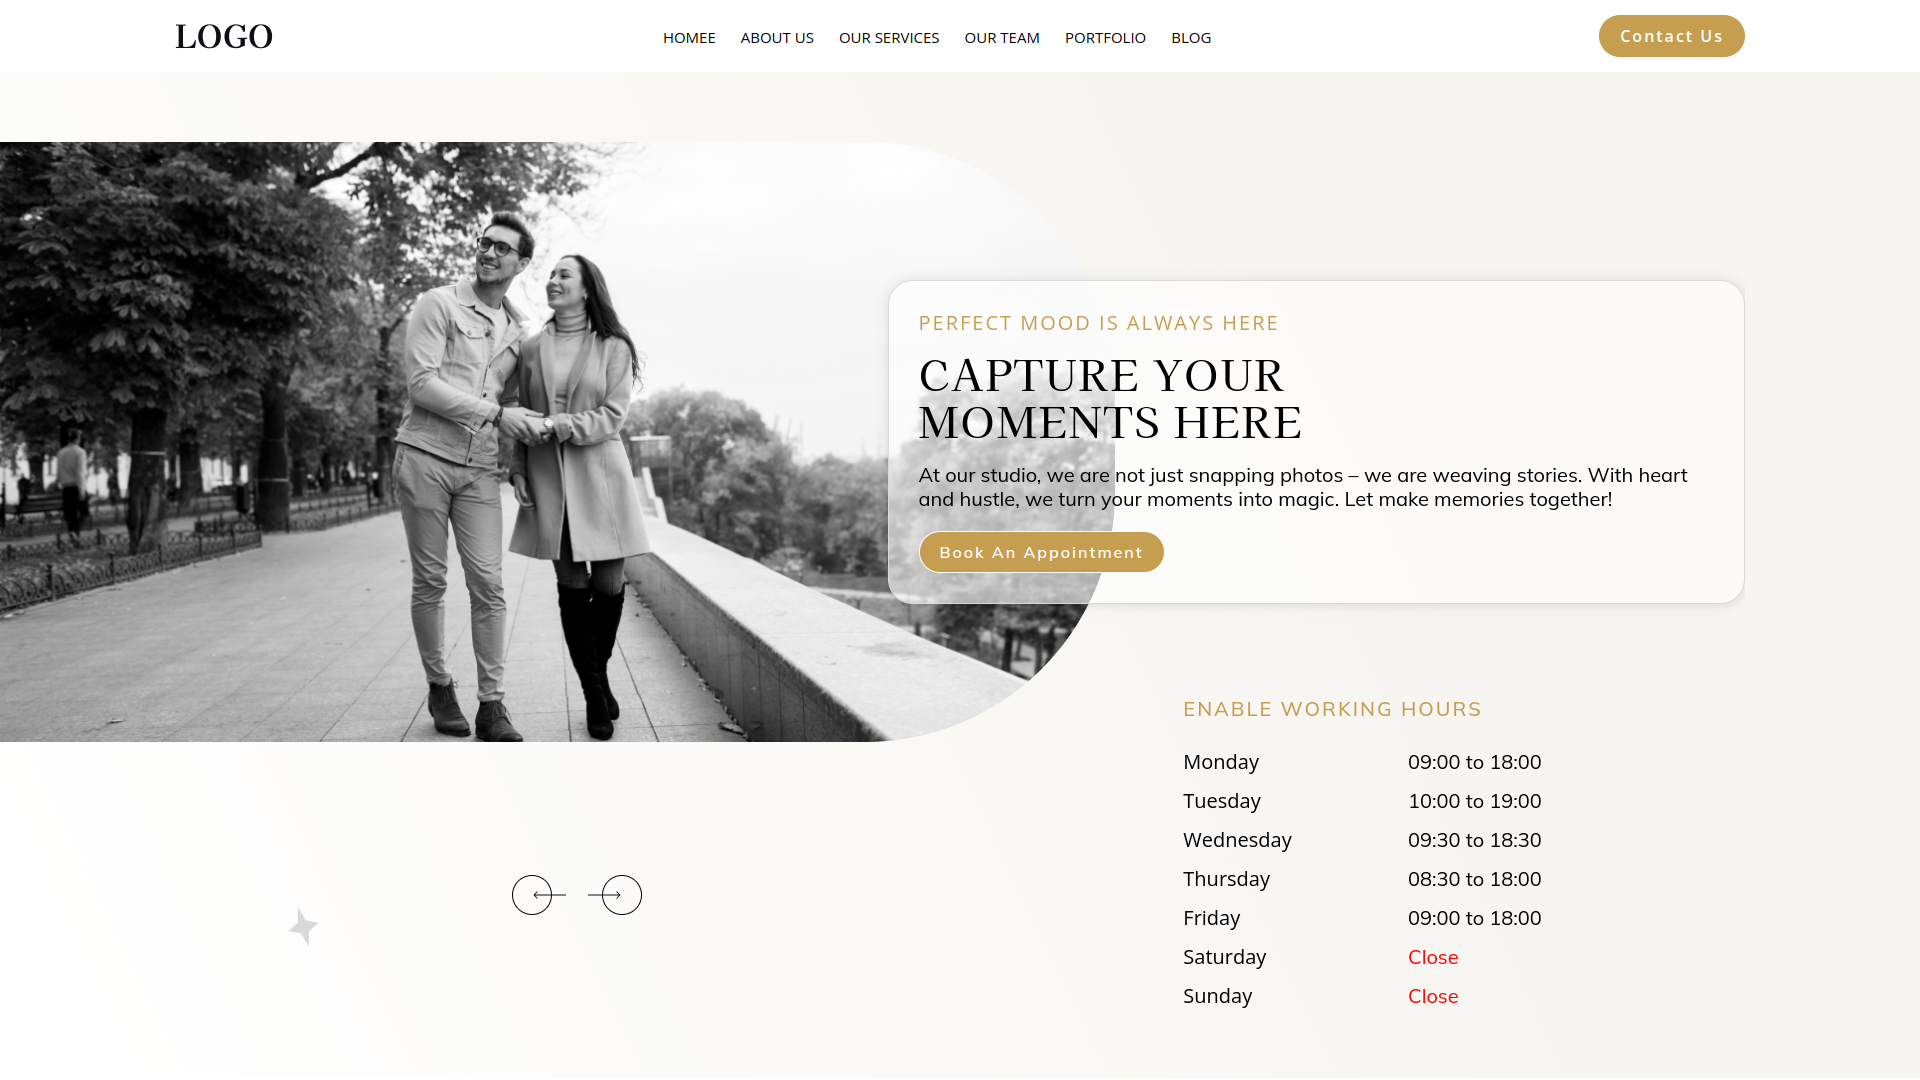 LOGO
HOMEE ABOUT US OUR SERVICES OUR TEAM PORTFOLIO BLOG
Contact Us
PERFECT MOOD IS ALWAYS HERE
CAPTURE YOUR
MOMENTS HERE
At our studio, we are not just snapping photos – we are weaving stories. With heart
and hustle, we turn your moments into magic. Let make memories together!
Book An Appointment
ENABLE WORKING HOURS
Monday 09:00 to 18:00
Tuesday 10:00 to 19:00
Wednesday 09:30 to 18:30
Thursday 08:30 to 18:00
Friday 09:00 to 18:00
Saturday Close
Sunday Close